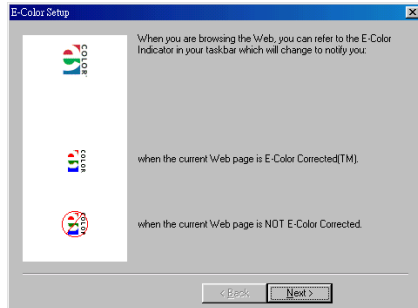 E-Color Setup
When you are browsing the Web, you can refer to the E-Color
Indicator in your taskbar which will change to notify you:
COLOR
COLOR
when the current Web page is E-Color Corrected(TM).
COLOR
when the current Web page is NOT E-Color Corrected.
< Back
Next >